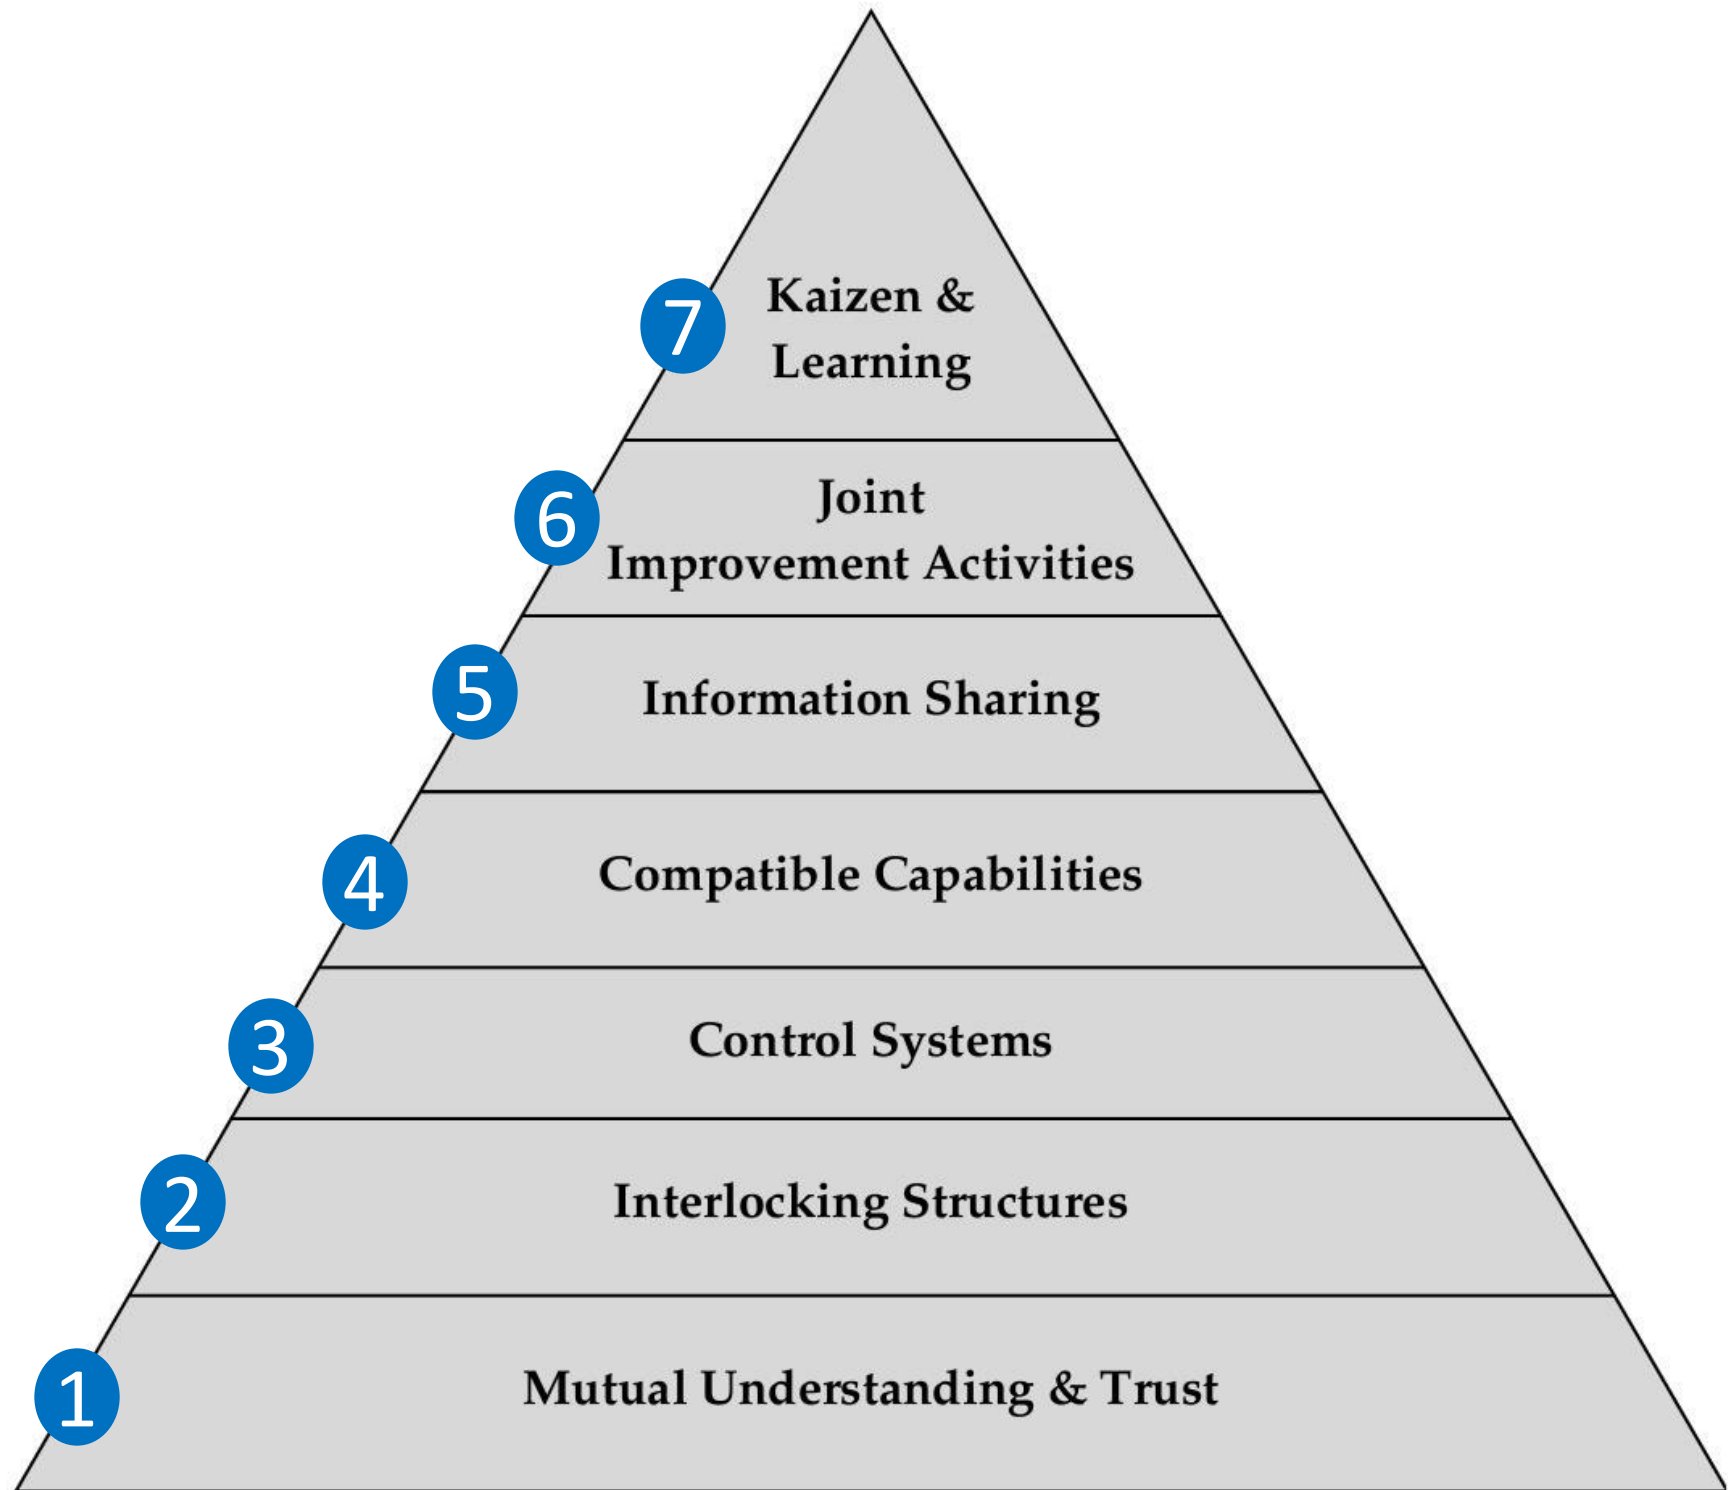 7
Kaizen &
Learning
6
Joint
Improvement Activities
5
Information Sharing
4
Compatible Capabilities
3
Control Systems
2
Interlocking Structures
1
Mutual Understanding & Trust